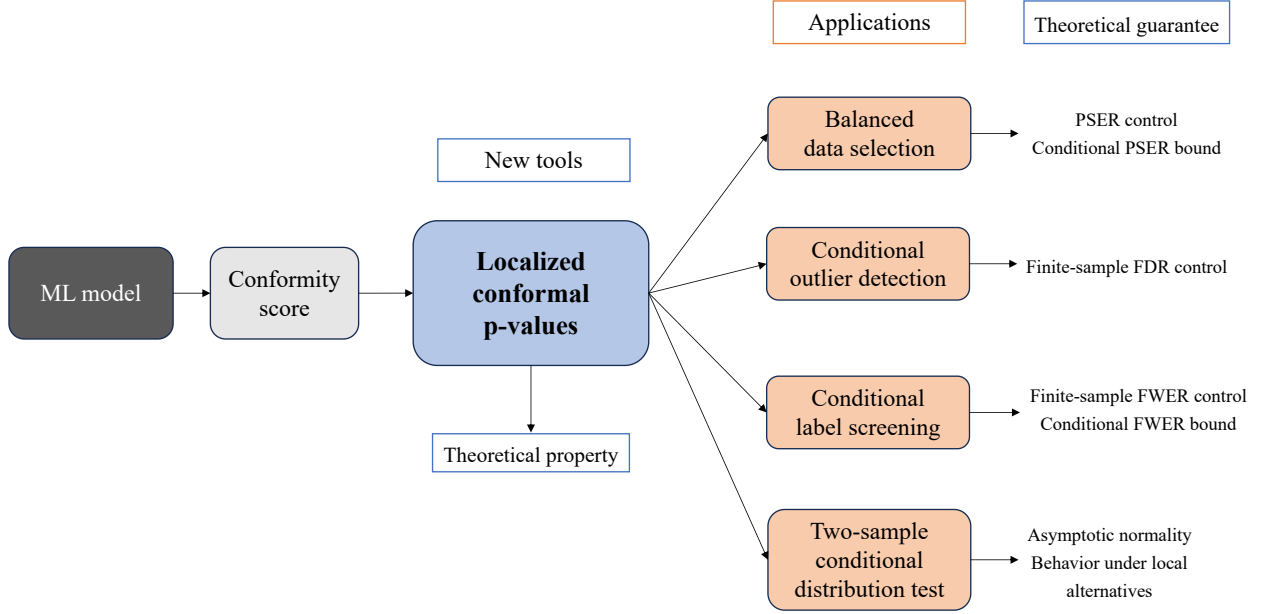 Applications
Theoretical guarantee
New tools
ML model
Conformity
score
Localized
conformal
p-values
Theoretical property
Balanced
data selection
PSER control
Conditional PSER bound
Conditional
outlier detection
Finite-sample FDR control
Conditional
label screening
Finite-sample FWER control
Conditional FWER bound
Two-sample
conditional
distribution test
Asymptotic normality
Behavior under local
alternatives